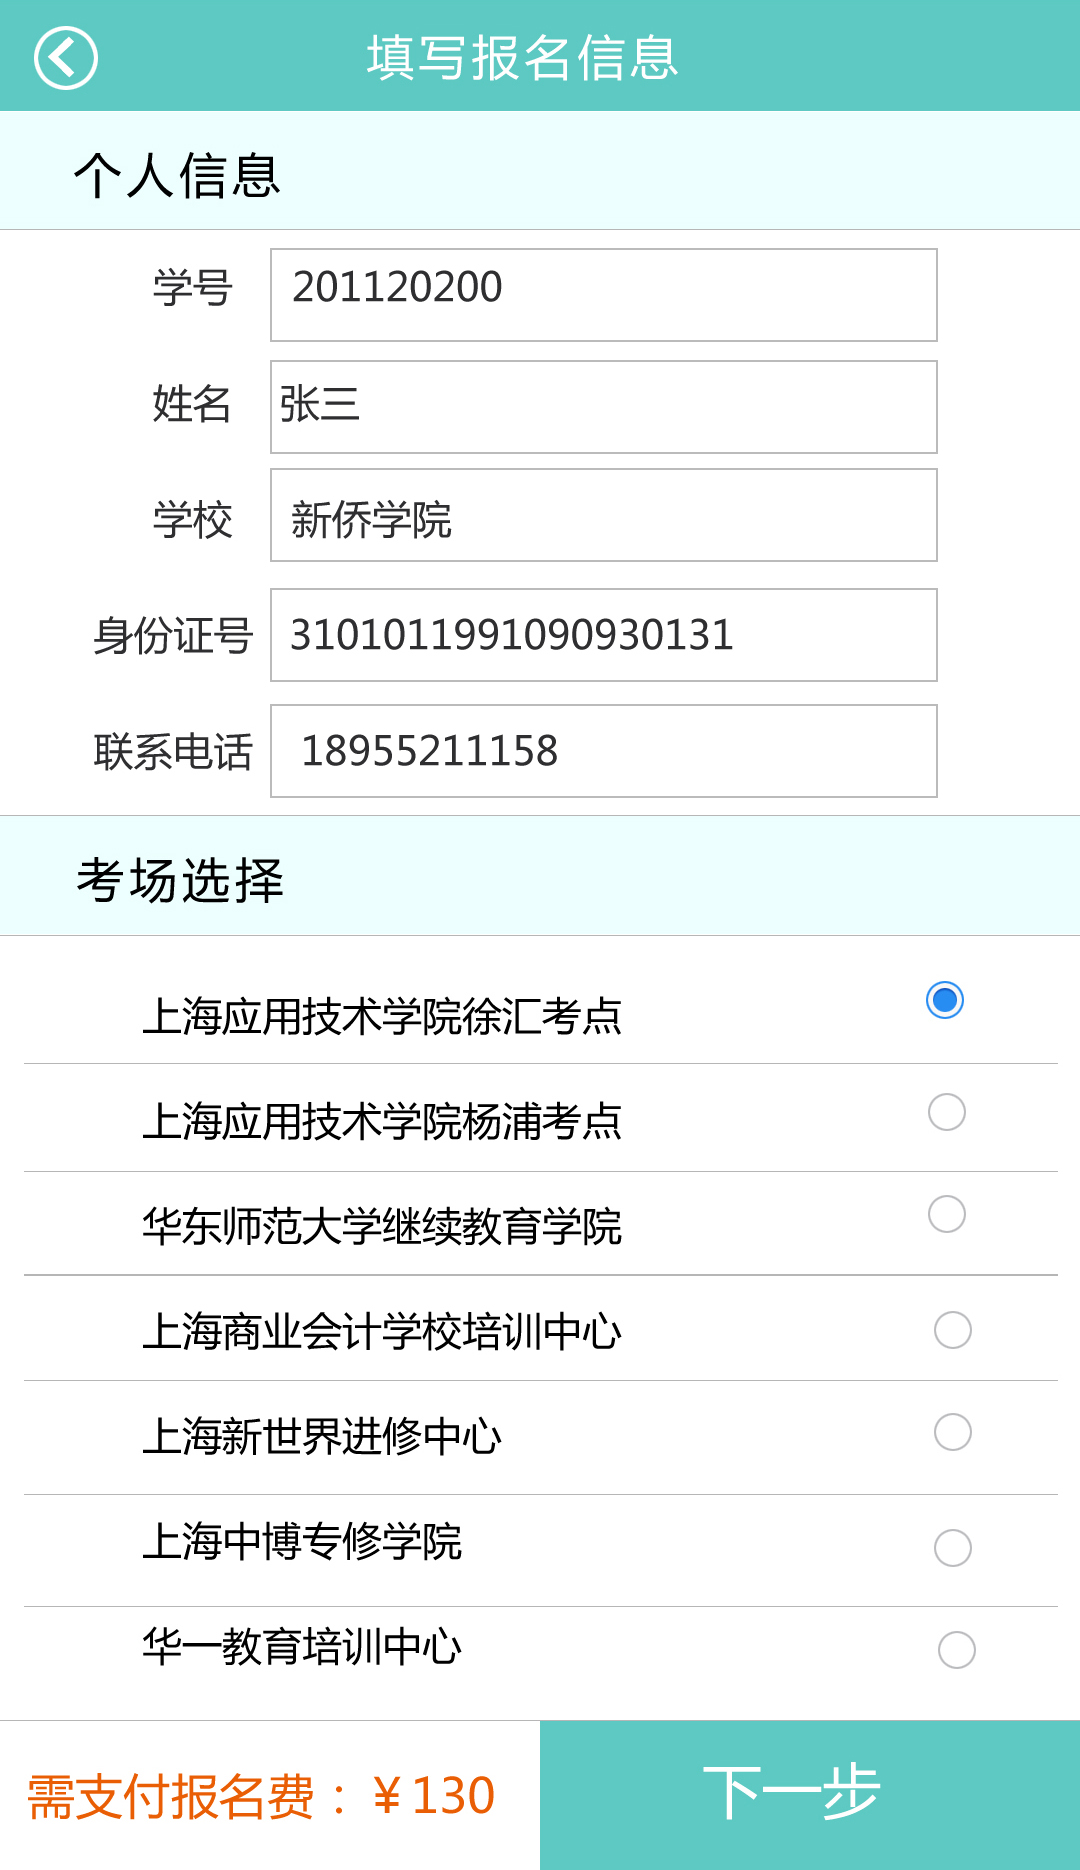 填写报名信息
个人信息
学号 201120200
姓名 张三
学校 新侨学院
身份证号 3101011991090930131
联系电话 18955211158
考场选择
上海应用技术学院徐汇考点
上海应用技术学院杨浦考点
华东师范大学继续教育学院
上海商业会计学校培训中心
上海新世界进修中心
上海中博专修学院
华一教育培训中心
需支付报名费：￥130 下一步